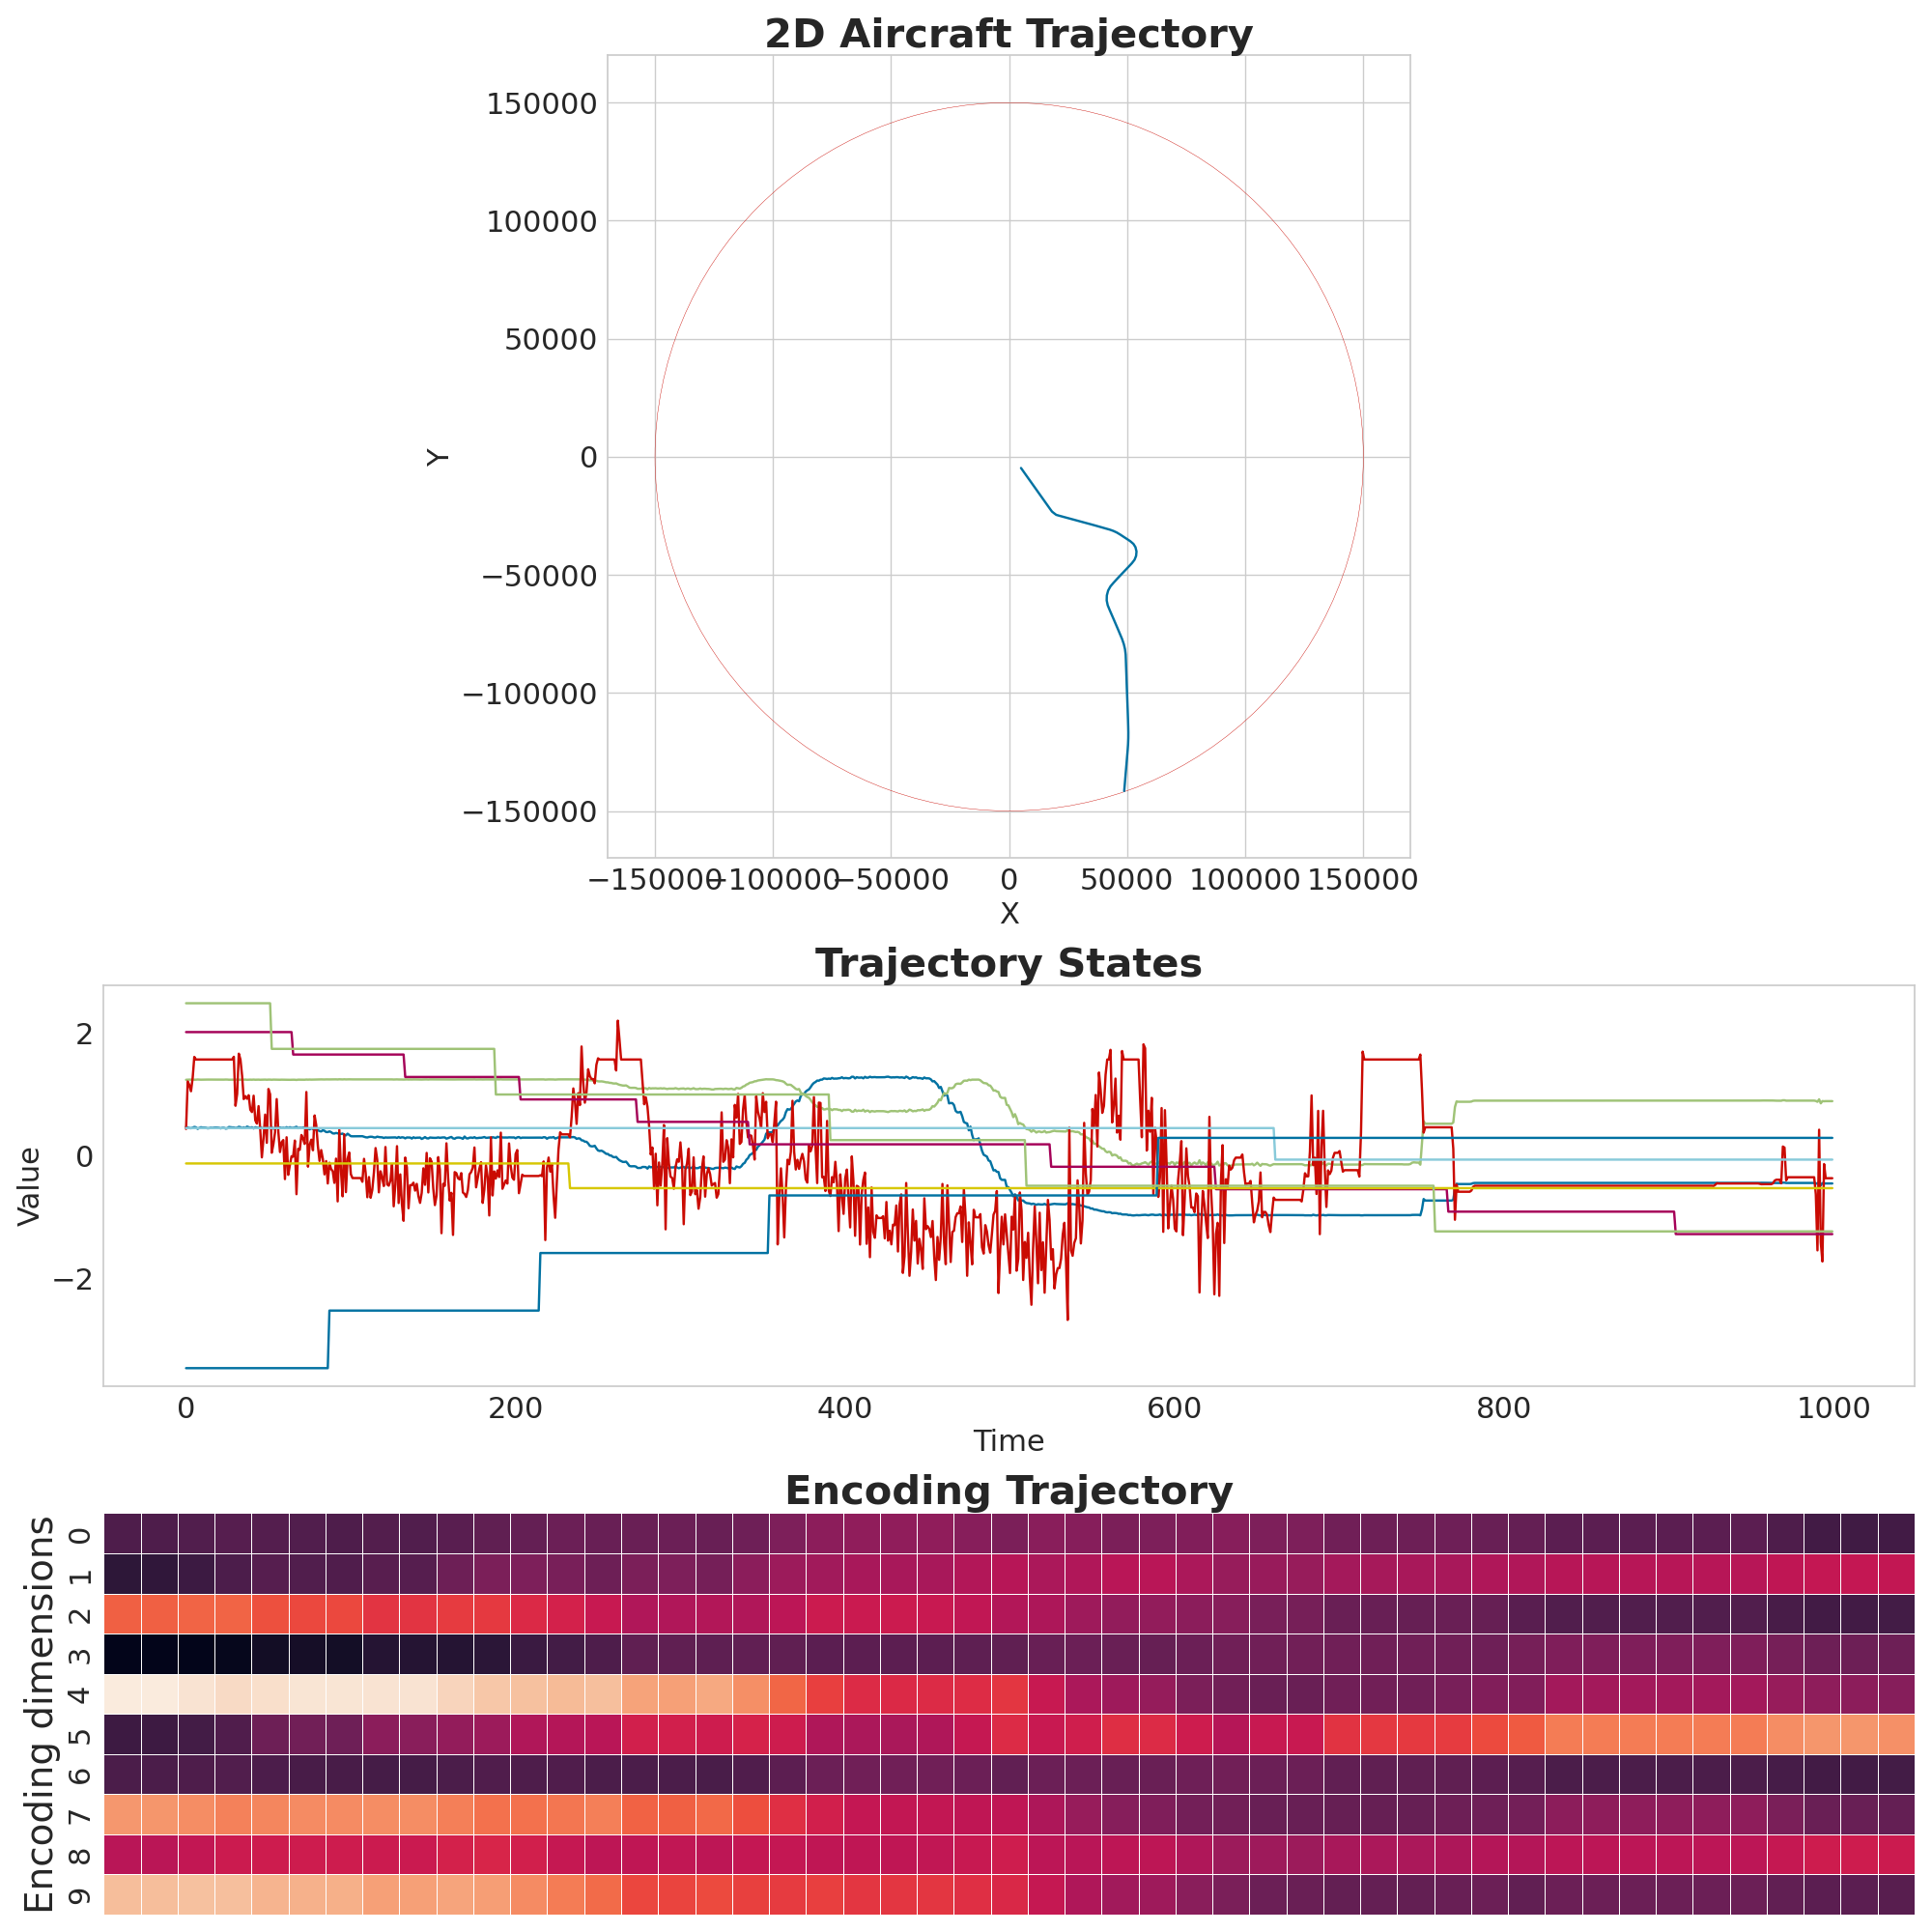 2D Aircraft Trajectory
150000
100000
50000
0
−50000
−100000
−150000
Y
−150000 −100000 −50000 0 50000 100000 150000
X
Trajectory States
2
0
−2
Value
0 200 400 600 800 1000
Time
Encoding Trajectory
Encoding dimensions
0
1
2
3
4
5
6
7
8
9